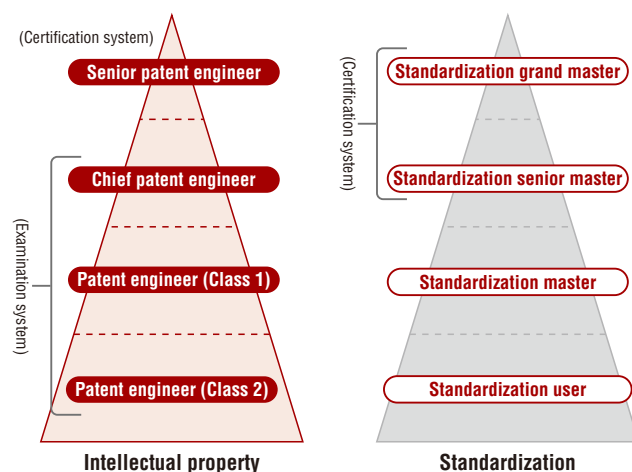 (Certification system)
Senior patent engineer
Chief patent engineer
(Examination system)
Patent engineer (Class 1)
Patent engineer (Class 2)
Intellectual property
Standardization grand master
(Certification system)
Standardization senior master
Standardization master
Standardization user
Standardization